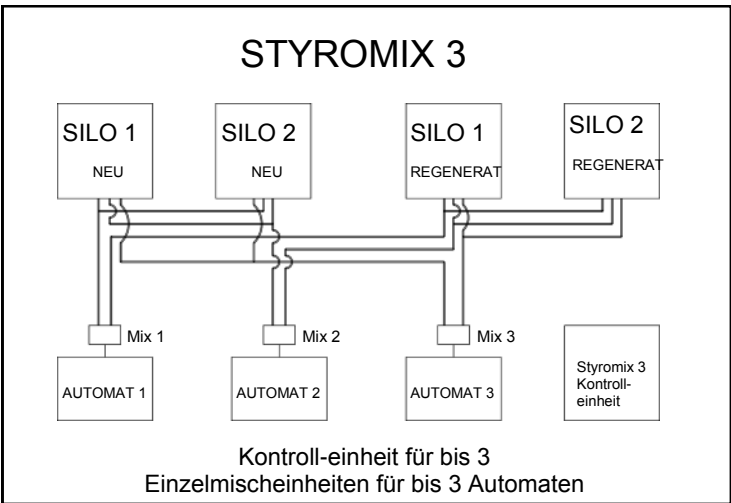 STYROMIX 3
SILO 1
NEU
SILO 2
NEU
SILO 1
REGENERAT
SILO 2
REGENERAT
Mix 1
Mix 2
Mix 3
AUTOMAT 1
AUTOMAT 2
AUTOMAT 3
Styromix 3
Kontroll-
einheit
Kontroll-einheit für bis 3
Einzelmischeinheiten für bis 3 Automaten